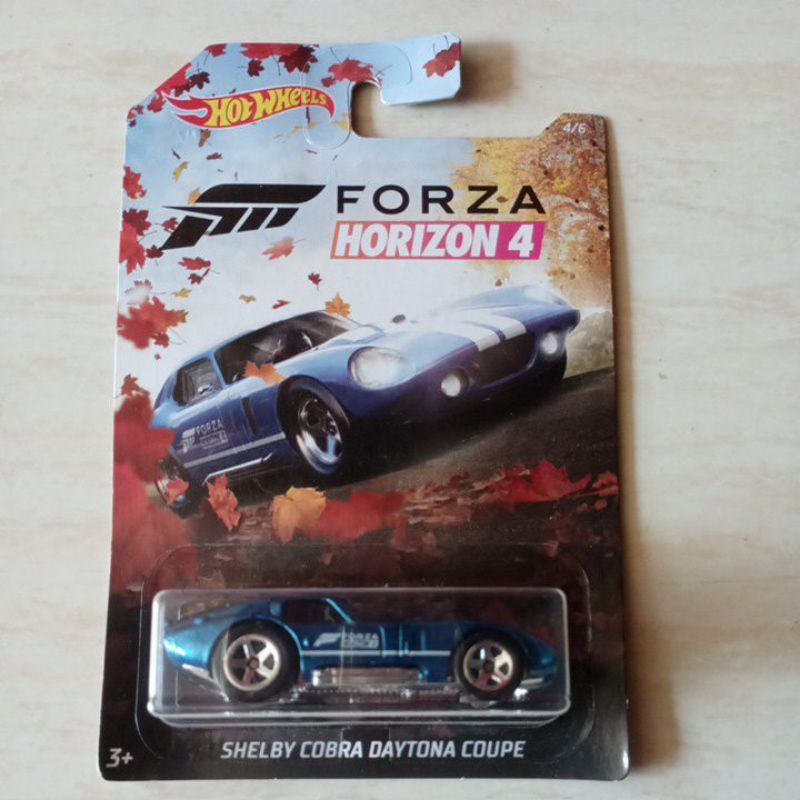 HOT WHEELS
4/6
FORZA
HORIZON 4
FORZA
FORZA
SHELBY COBRA DAYTONA COUPE
3+